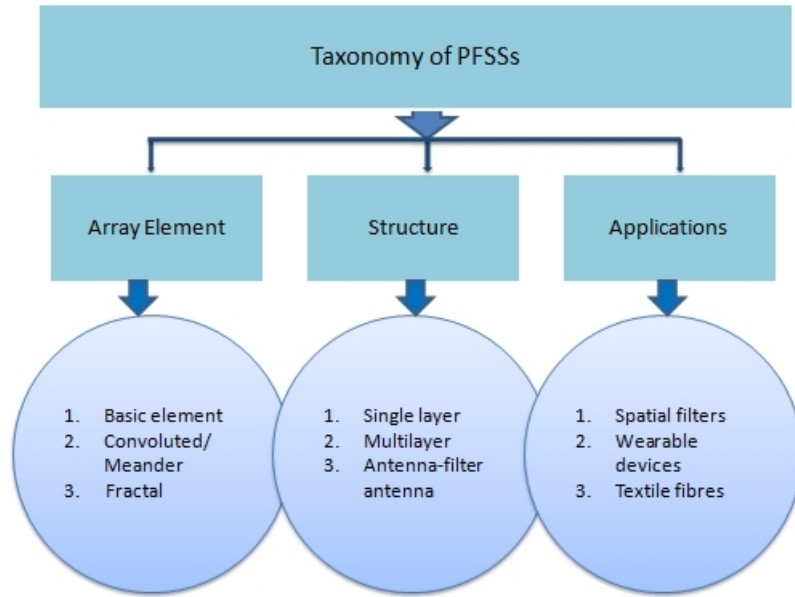 Taxonomy of PFSSs
Array Element
Structure
Applications
1. Basic element
2. Convoluted/
Meander
3. Fractal
1. Single layer
2. Multilayer
3. Antenna-filter
antenna
1. Spatial filters
2. Wearable
devices
3. Textile fibres